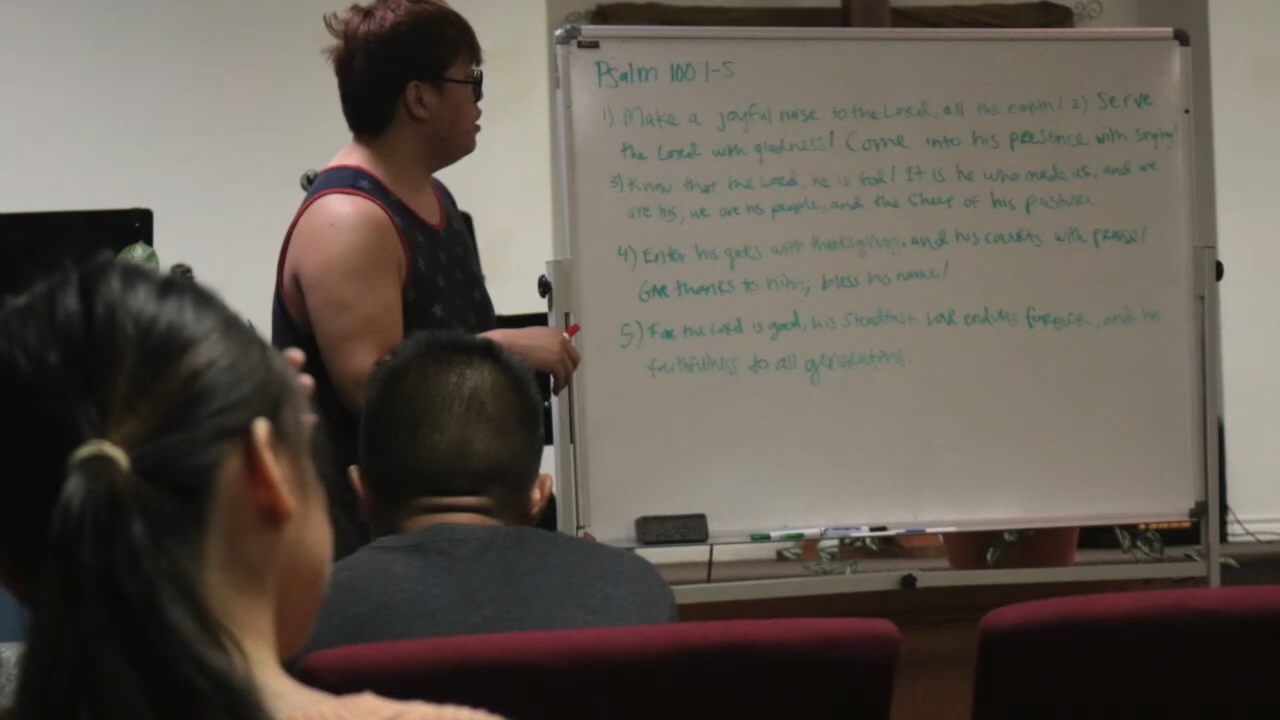 Psalm 100:1-5
1) Make a joyful noise to the Lord, all the earth! 2) Serve
the Lord with gladness! Come into his presence with singing!
3) Know that the Lord, he is God! It is he who made us, and we
are his, we are his people, and the sheep of his pasture
4) Enter his gates with thanksgiving, and his courts with praise!
Give thanks to him, bless his name!
5) For the Lord is good, his steadfast love endures forever, and his
faithfulness to all generations.